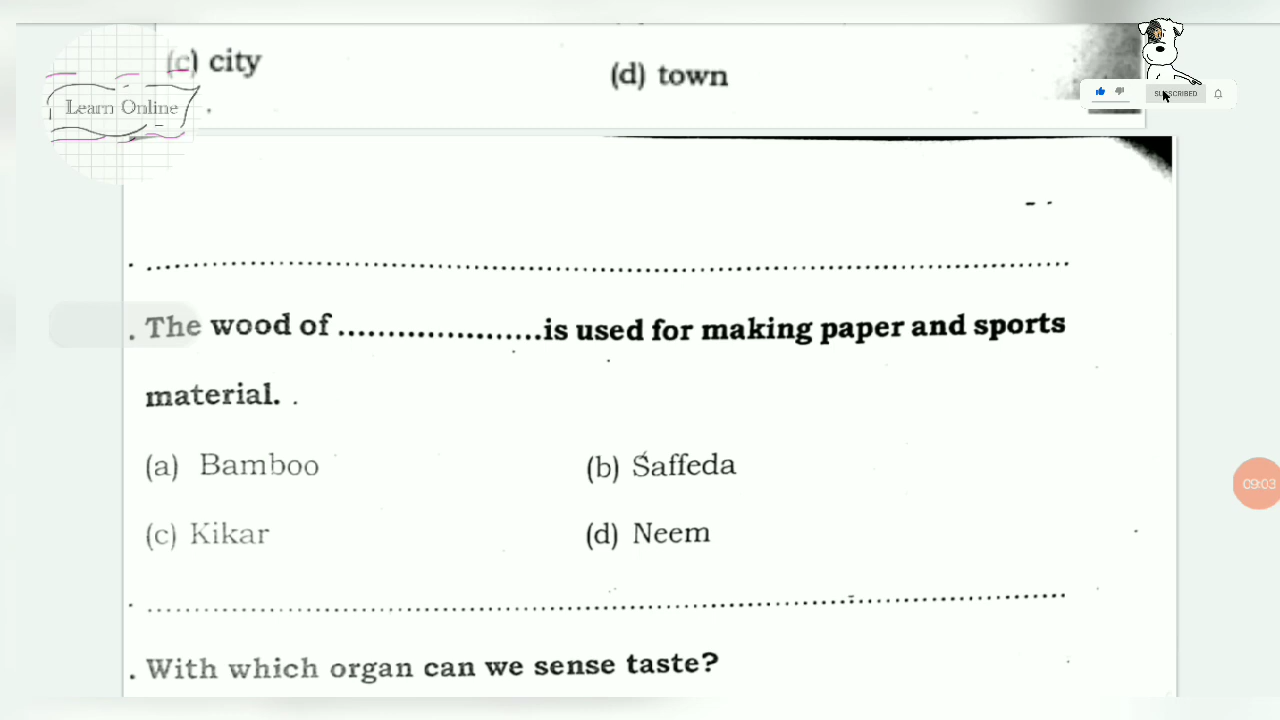 (c) city
(d) town
Learn Online
SUBSCRIBED
. The wood of .....................is used for making paper and sports
material. .
(a) Bamboo
(b) Saffeda
(c) Kikar
(d) Neem
09:03
. With which organ can we sense taste?